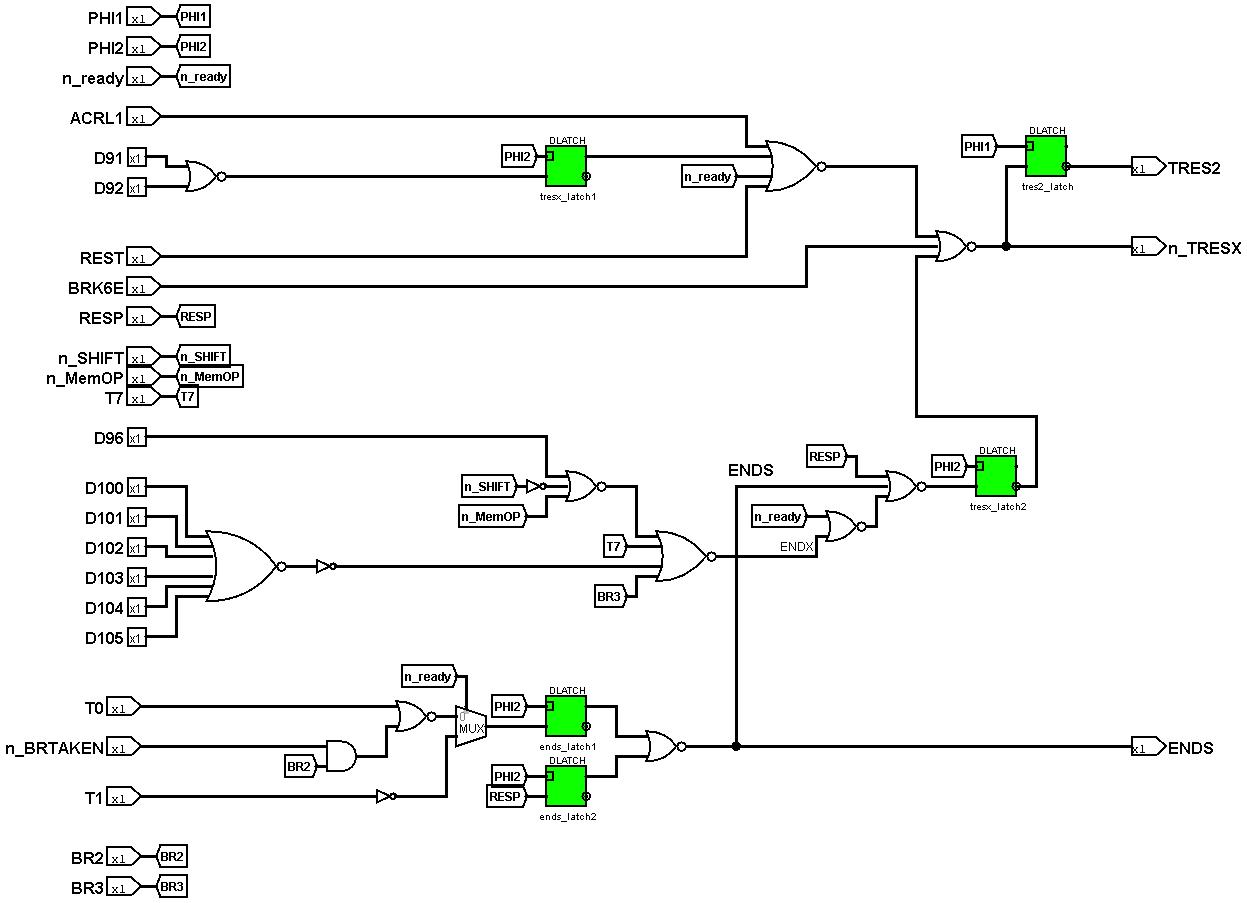 PHI1 x1 PHI1
PHI2 x1 PHI2
n_ready x1 n_ready
ACRL1 x1
D91 x1
D92 x1
PHI2 DLATCH
tresx_latch1
n_ready
PHI1 DLATCH
tres2_latch
x1 TRES2
REST x1
x1 n_TRESX
BRK6E x1
RESP x1 RESP
n_SHIFT x1 n_SHIFT
n_MemOP x1 n_MemOP
T7 x1 T7
D96 x1
n_SHIFT
n_MemOP
D100 x1
D101 x1
D102 x1
D103 x1
D104 x1
D105 x1
T7
BR3
ENDX
ENDS
RESP
n_ready
PHI2 DLATCH
tresx_latch2
T0 x1
n_BRTAKEN x1
BR2
T1 x1
n_ready
0
MUX
PHI2 DLATCH
ends_latch1
PHI2 DLATCH
RESP
ends_latch2
x1 ENDS
BR2 x1 BR2
BR3 x1 BR3